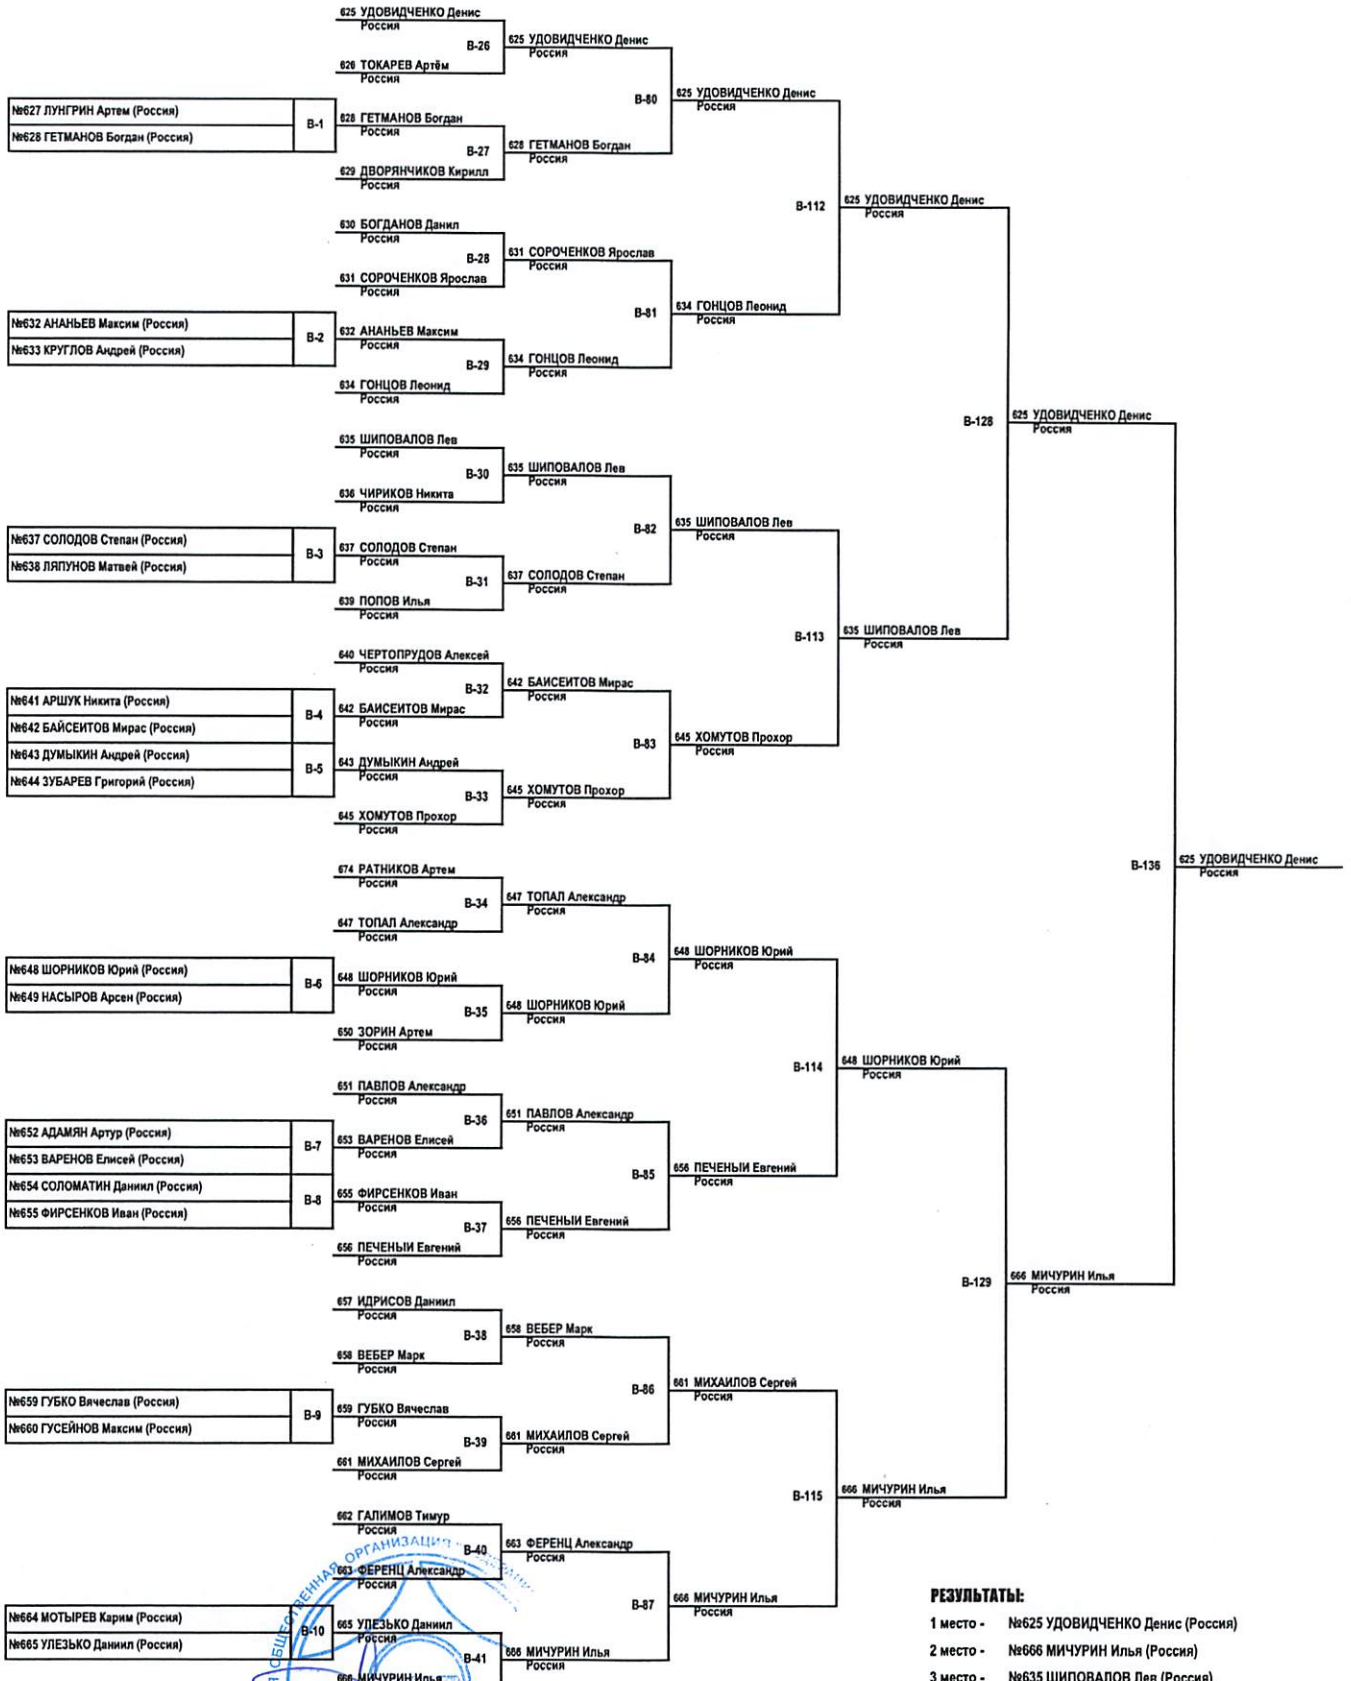 625 УДОВИДЧЕНКО Денис
Россия
B-26
625 УДОВИДЧЕНКО Денис
Россия
626 ТОКАРЕВ Артём
Россия
B-80
625 УДОВИДЧЕНКО Денис
Россия
№627 ЛУНГРИН Артем (Россия)
№628 ГЕТМАНОВ Богдан (Россия)
B-1
628 ГЕТМАНОВ Богдан
Россия
B-27
628 ГЕТМАНОВ Богдан
Россия
629 ДВОРЯНЧИКОВ Кирилл
Россия
B-112
625 УДОВИДЧЕНКО Денис
Россия
630 БОГДАНОВ Данил
Россия
B-28
631 СОРОЧЕНКОВ Ярослав
Россия
631 СОРОЧЕНКОВ Ярослав
Россия
B-81
634 ГОНЦОВ Леонид
Россия
№632 АНАНЬЕВ Максим (Россия)
№633 КРУГЛОВ Андрей (Россия)
B-2
632 АНАНЬЕВ Максим
Россия
B-29
634 ГОНЦОВ Леонид
Россия
634 ГОНЦОВ Леонид
Россия
B-128
625 УДОВИДЧЕНКО Денис
Россия
635 ШИПОВАЛОВ Лев
Россия
B-30
635 ШИПОВАЛОВ Лев
Россия
636 ЧИРИКОВ Никита
Россия
B-82
635 ШИПОВАЛОВ Лев
Россия
№637 СОЛОДОВ Степан (Россия)
№638 ЛЯПУНОВ Матвей (Россия)
B-3
637 СОЛОДОВ Степан
Россия
B-31
637 СОЛОДОВ Степан
Россия
639 ПОПОВ Илья
Россия
B-113
635 ШИПОВАЛОВ Лев
Россия
640 ЧЕРТОПРУДОВ Алексей
Россия
B-32
642 БАИСЕИТОВ Мирас
Россия
№641 АРШУК Никита (Россия)
№642 БАЙСЕИТОВ Мирас (Россия)
B-4
642 БАИСЕИТОВ Мирас
Россия
B-83
645 ХОМУТОВ Прохор
Россия
№643 ДУМЫКИН Андрей (Россия)
№644 ЗУБАРЕВ Григорий (Россия)
B-5
643 ДУМЫКИН Андрей
Россия
B-33
645 ХОМУТОВ Прохор
Россия
645 ХОМУТОВ Прохор
Россия
B-136
625 УДОВИДЧЕНКО Денис
Россия
674 РАТНИКОВ Артем
Россия
B-34
647 ТОПАЛ Александр
Россия
647 ТОПАЛ Александр
Россия
B-84
648 ШОРНИКОВ Юрий
Россия
№648 ШОРНИКОВ Юрий (Россия)
№649 НАСЫРОВ Арсен (Россия)
B-6
648 ШОРНИКОВ Юрий
Россия
B-35
648 ШОРНИКОВ Юрий
Россия
650 ЗОРИН Артем
Россия
B-114
648 ШОРНИКОВ Юрий
Россия
651 ПАВЛОВ Александр
Россия
B-36
651 ПАВЛОВ Александр
Россия
№652 АДАМЯН Артур (Россия)
№653 ВАРЕНОВ Елисей (Россия)
B-7
653 ВАРЕНОВ Елисей
Россия
B-85
656 ПЕЧЕНЫИ Евгений
Россия
№654 СОЛОМАТИН Даниил (Россия)
№655 ФИРСЕНКОВ Иван (Россия)
B-8
655 ФИРСЕНКОВ Иван
Россия
B-37
656 ПЕЧЕНЫИ Евгений
Россия
656 ПЕЧЕНЫИ Евгений
Россия
B-129
666 МИЧУРИН Илья
Россия
657 ИДРИСОВ Даниил
Россия
B-38
658 ВЕБЕР Марк
Россия
658 ВЕБЕР Марк
Россия
B-86
661 МИХАИЛОВ Сергей
Россия
№659 ГУБКО Вячеслав (Россия)
№660 ГУСЕЙНОВ Максим (Россия)
B-9
659 ГУБКО Вячеслав
Россия
B-39
661 МИХАИЛОВ Сергей
Россия
661 МИХАИЛОВ Сергей
Россия
B-115
666 МИЧУРИН Илья
Россия
662 ГАЛИМОВ Тимур
Россия
B-40
663 ФЕРЕНЦ Александр
Россия
663 ФЕРЕНЦ Александр
Россия
B-87
666 МИЧУРИН Илья
Россия
№664 МОТЫРЕВ Карим (Россия)
№665 УЛЕЗЬКО Даниил (Россия)
B-10
665 УЛЕЗЬКО Даниил
Россия
B-41
666 МИЧУРИН Илья
Россия
666 МИЧУРИН Илья
ОБЩЕСТВЕННАЯ ОРГАНИЗАЦИЯ
РЕЗУЛЬТАТЫ:
1 место - №625 УДОВИДЧЕНКО Денис (Россия)
2 место - №666 МИЧУРИН Илья (Россия)
3 место - №635 ШИПОВАЛОВ Лев (Россия)